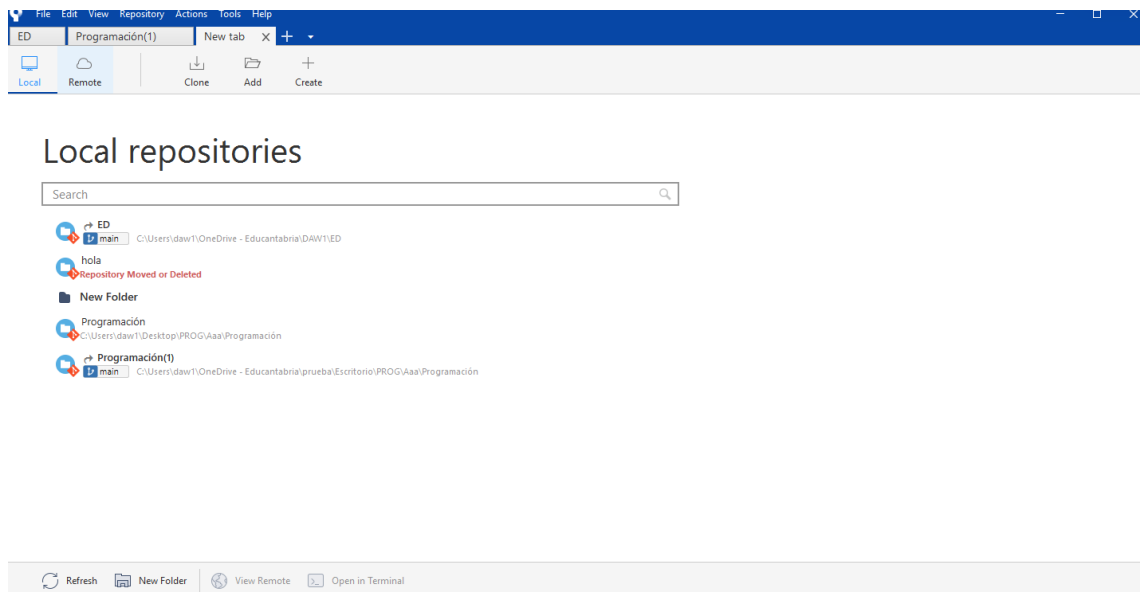 File Edit View Repository Actions Tools Help
ED Programación(1) New tab
Local Remote Clone Add Create
Local repositories
Search
ED
main C:\Users\daw1\OneDrive - Educantabria\DAW1\ED
hola
Repository Moved or Deleted
New Folder
Programación
C:\Users\daw1\Desktop\PROG\Aaa\Programación
Programación(1)
main C:\Users\daw1\OneDrive - Educantabria\prueba\Escritorio\PROG\Aaa\Programación
Refresh New Folder View Remote Open in Terminal